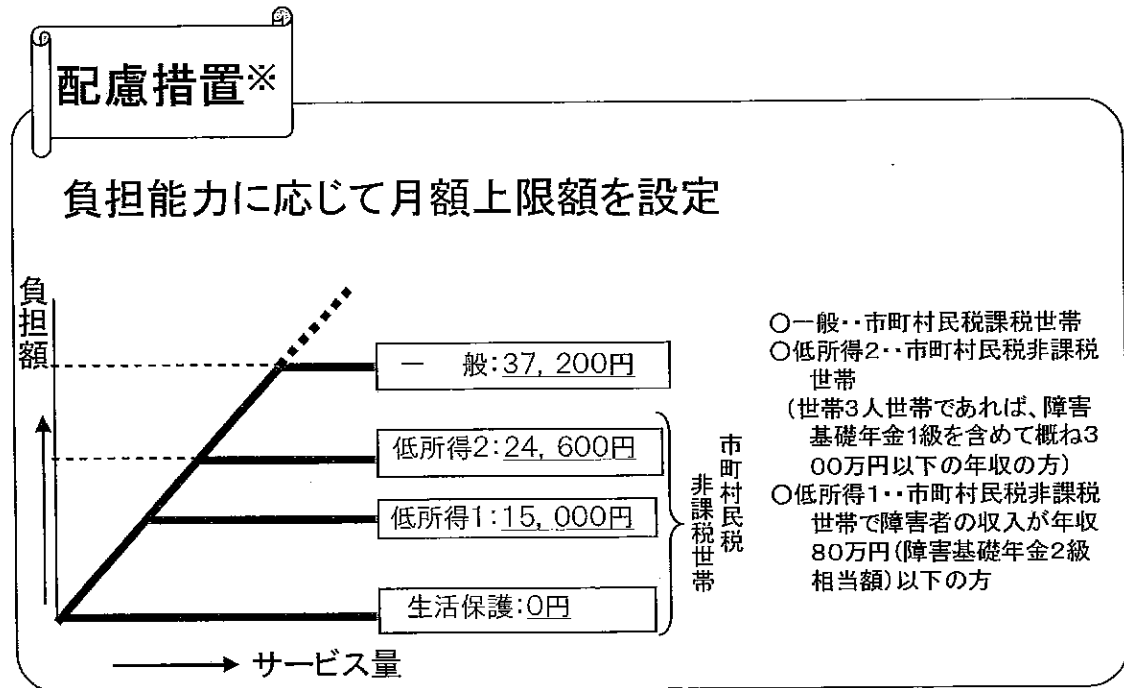 配慮措置※
負担能力に応じて月額上限額を設定
負担額
一　般:37,200円
低所得2:24,600円
低所得1:15,000円
生活保護:0円
市町村民税
非課税世帯
サービス量
○一般‥市町村民税課税世帯
○低所得2‥市町村民税非課税
世帯
(世帯3人世帯であれば、障害
基礎年金1級を含めて概ね3
00万円以下の年収の方)
○低所得1‥市町村民税非課税
世帯で障害者の収入が年収
80万円(障害基礎年金2級
相当額)以下の方